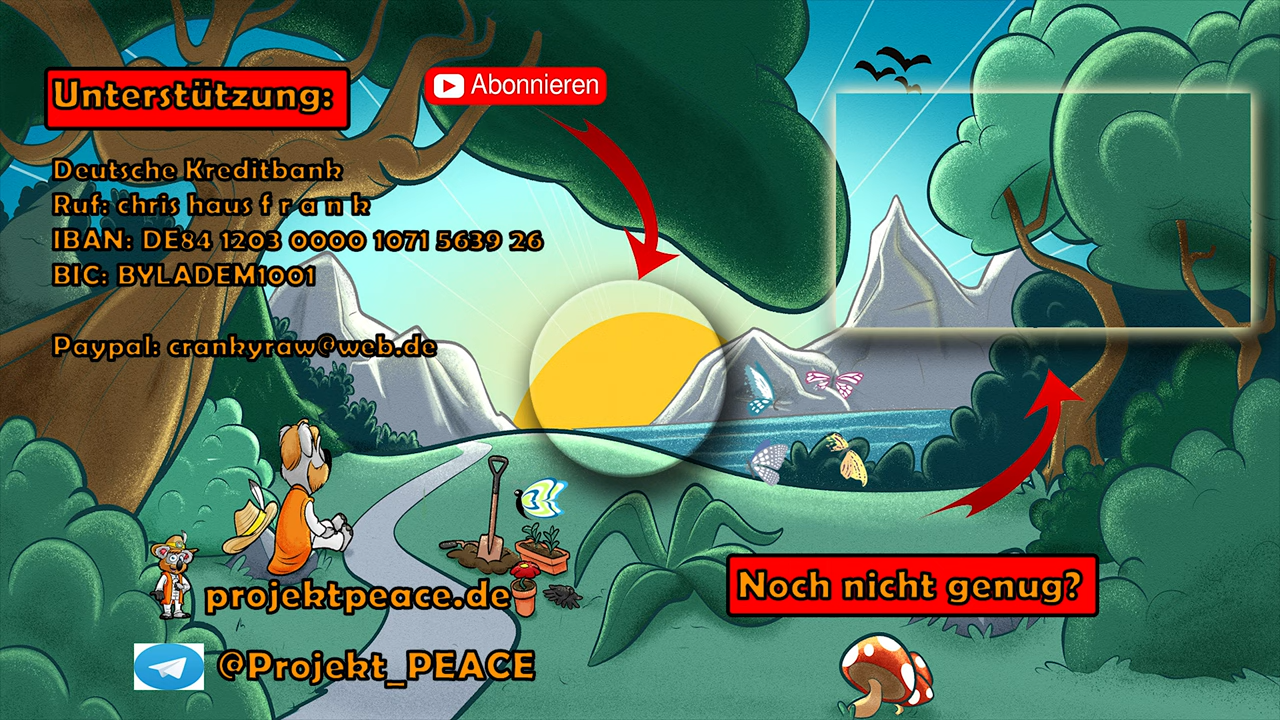 Unterstützung:
Abonnieren
Deutsche Kreditbank
Ruf: chris haus f r a n k
IBAN: DE84 1203 0000 1071 5639 26
BIC: BYLADEM1001
Paypal: crankyraw@web.de
projektpeace.de
@Projekt_PEACE
Noch nicht genug?